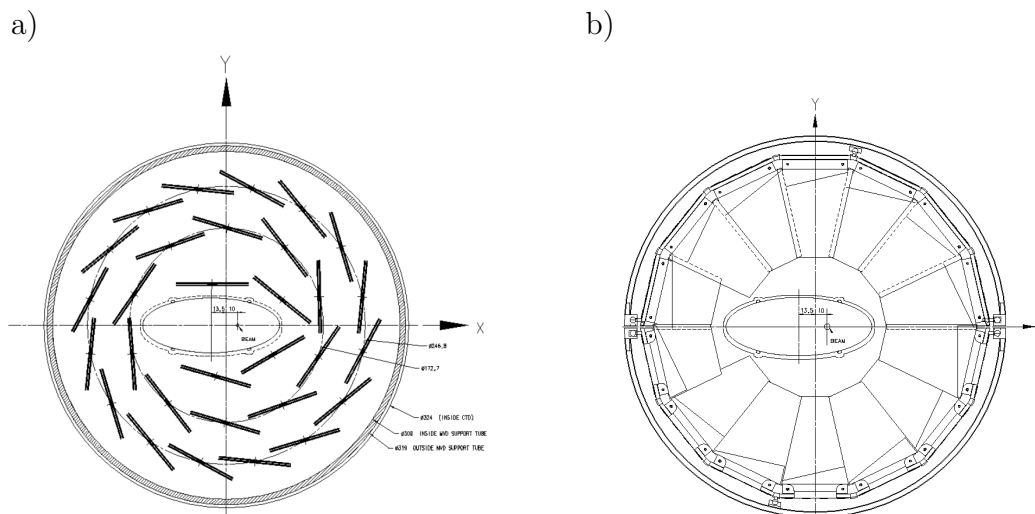 a)
b)
Y
Y
X
13.5 10
BEAM
13.5 10
BEAM
ø246,8
ø172,7
ø324 (INSIDE CTD)
ø308 INSIDE MVD SUPPORT TUBE
ø319 OUTSIDE MVD SUPPORT TUBE